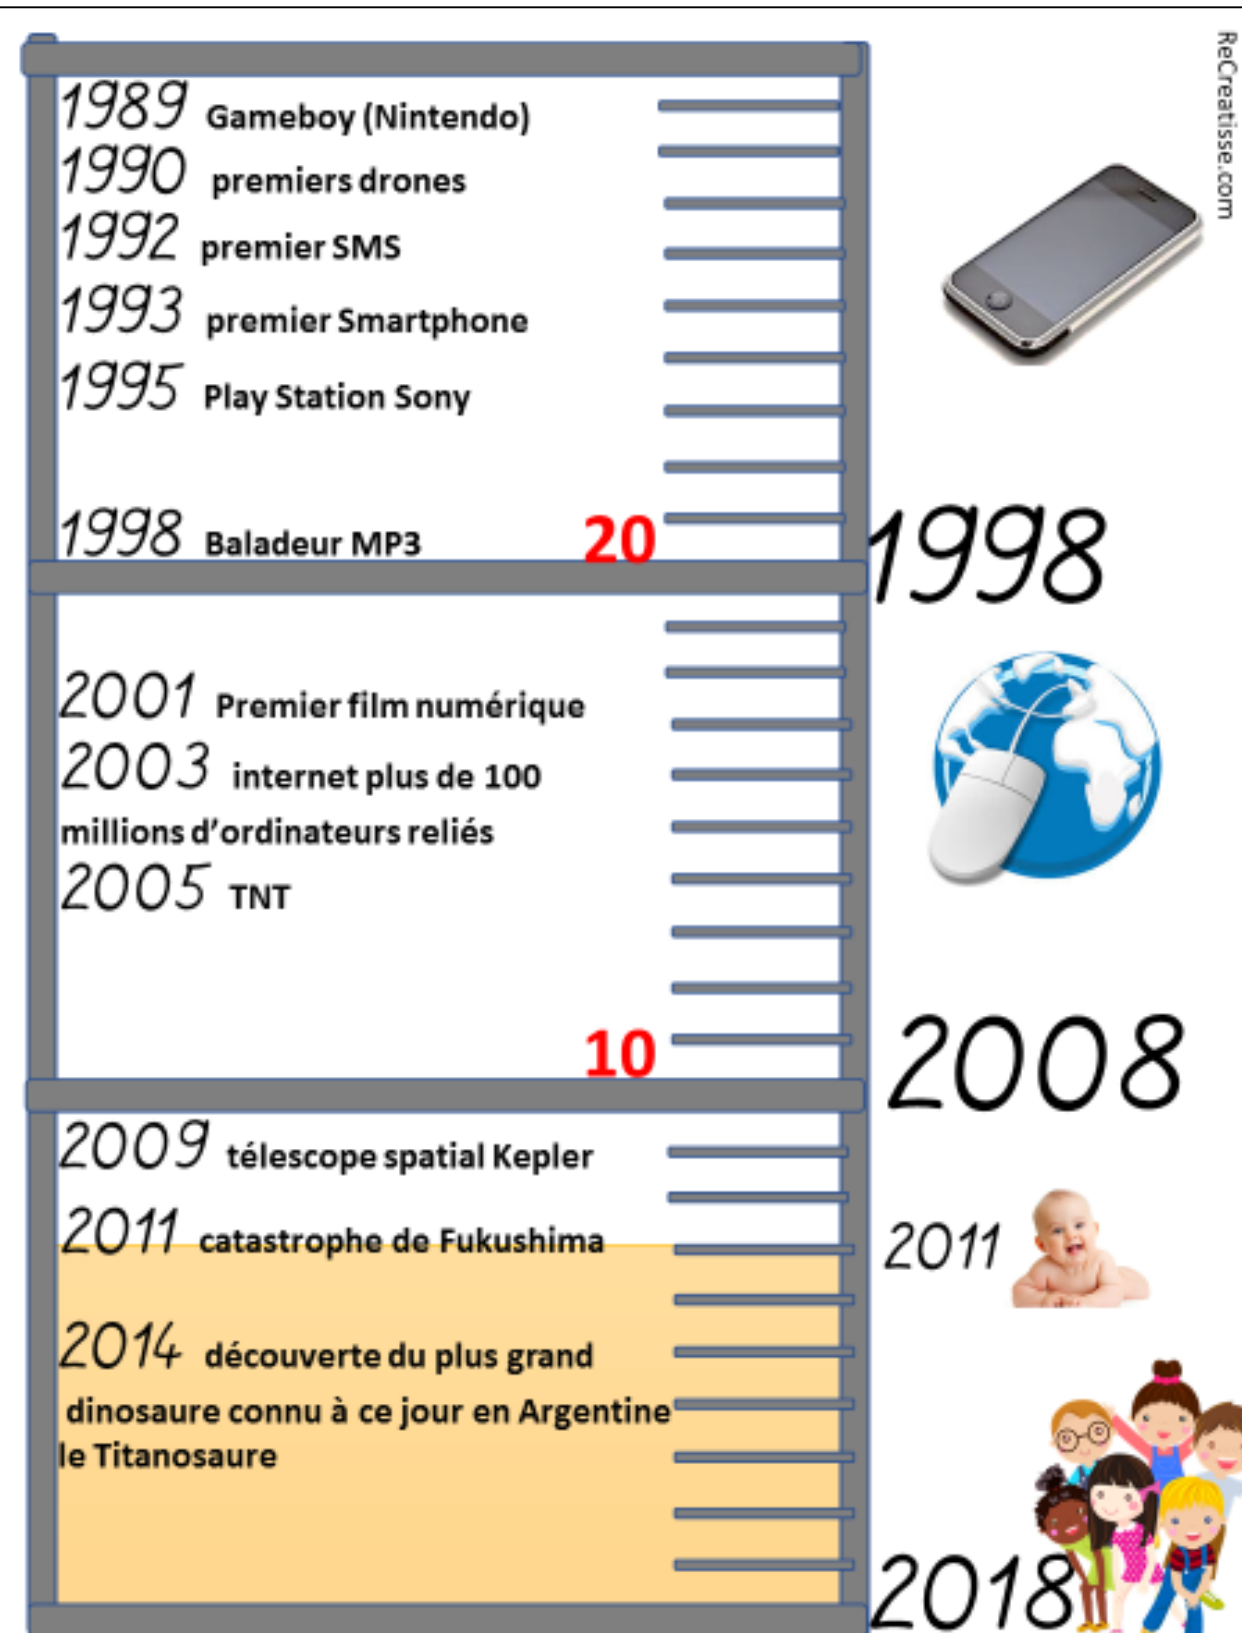 ReCreatisse.com
1989 Gameboy (Nintendo)
1990 premiers drones
1992 premier SMS
1993 premier Smartphone
1995 Play Station Sony
1998 Baladeur MP3 20 1998
2001 Premier film numérique
2003 internet plus de 100
millions d'ordinateurs reliés
2005 TNT
10 2008
2009 télescope spatial Kepler
2011 catastrophe de Fukushima 2011
2014 découverte du plus grand
dinosaure connu à ce jour en Argentine
le Titanosaure
2018